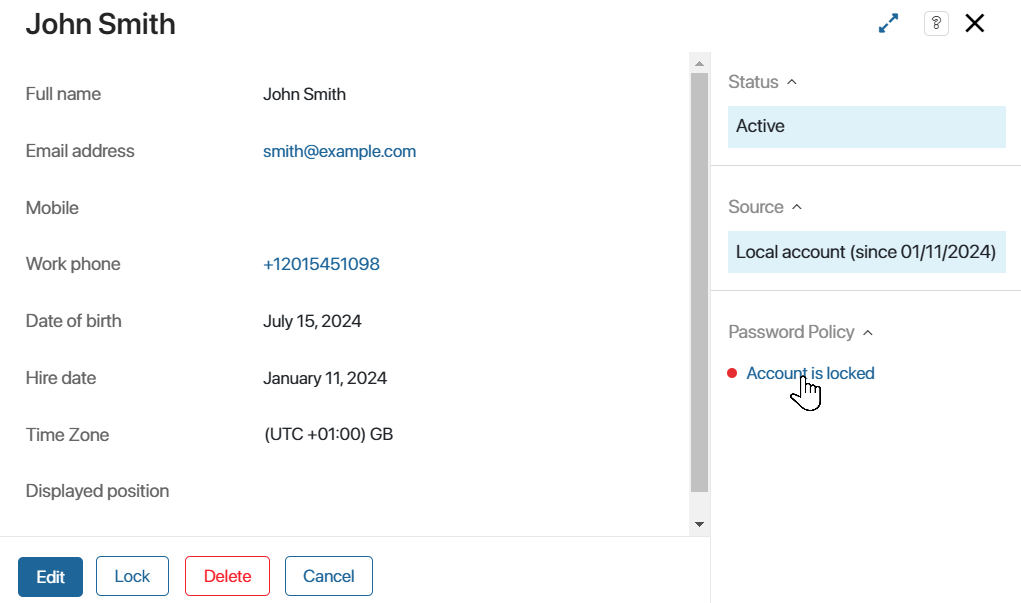 John Smith
?
Full name John Smith
Email address smith@example.com
Mobile
Work phone +12015451098
Date of birth July 15, 2024
Hire date January 11, 2024
Time Zone (UTC +01:00) GB
Displayed position
Edit Lock Delete Cancel
Status
Active
Source
Local account (since 01/11/2024)
Password Policy
Account is locked